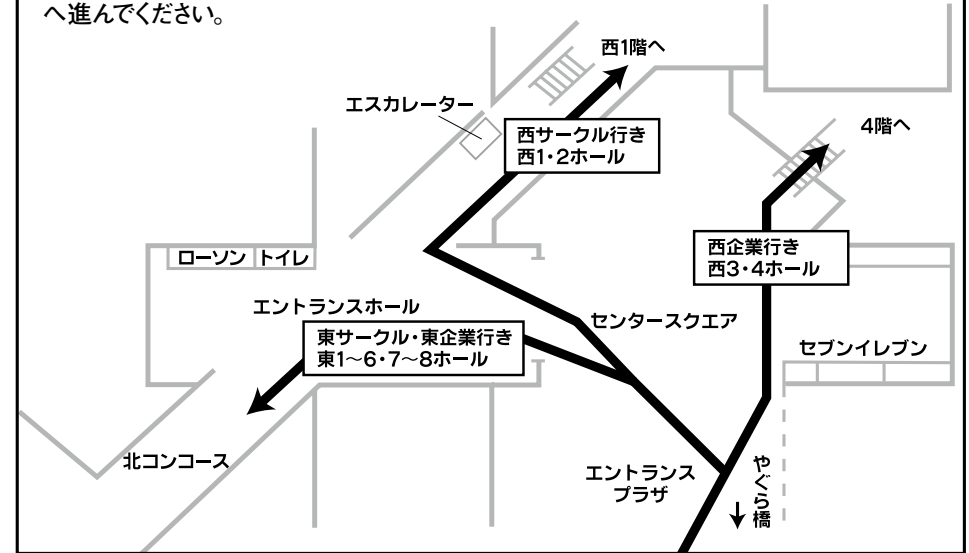 へ進んでください。
西1階へ
エスカレーター
4階へ
西サークル行き
西1・2ホール
西企業行き
西3・4ホール
ローソン
トイレ
エントランスホール
センタースクエア
東サークル・東企業行き
東1～6・7～8ホール
セブンイレブン
北コンコース
エントランス
プラザ
やぐら橋